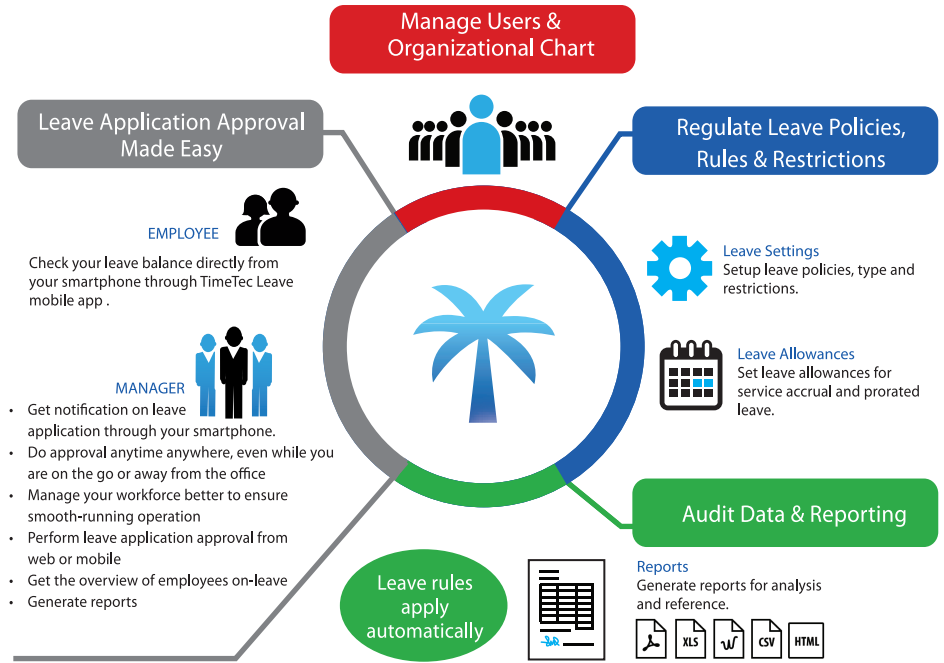 Manage Users &
Organizational Chart
Leave Application Approval
Made Easy
EMPLOYEE
Check your leave balance directly from
your smartphone through TimeTec Leave
mobile app .
MANAGER
• Get notification on leave
application through your smartphone.
• Do approval anytime anywhere, even while you
are on the go or away from the office
• Manage your workforce better to ensure
smooth-running operation
• Perform leave application approval from
web or mobile
• Get the overview of employees on-leave
• Generate reports
Regulate Leave Policies,
Rules & Restrictions
Leave Settings
Setup leave policies, type and
restrictions.
Leave Allowances
Set leave allowances for
service accrual and prorated
leave.
Audit Data & Reporting
Reports
Generate reports for analysis
and reference.
XLS
W
CSV
HTML
Leave rules
apply
automatically